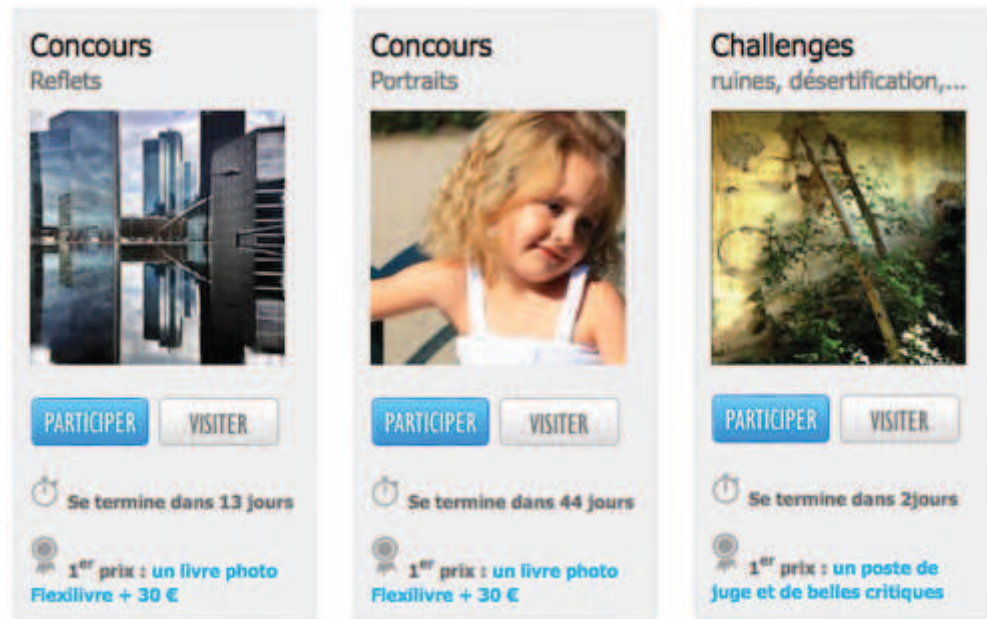 Concours
Reflets
PARTICIPER VISITER
Se termine dans 13 jours
1er prix : un livre photo
Flexilivre + 30 €
Concours
Portraits
PARTICIPER VISITER
Se termine dans 44 jours
1er prix : un livre photo
Flexilivre + 30 €
Challenges
ruines, désertification,...
PARTICIPER VISITER
Se termine dans 2jours
1er prix : un poste de
juge et de belles critiques